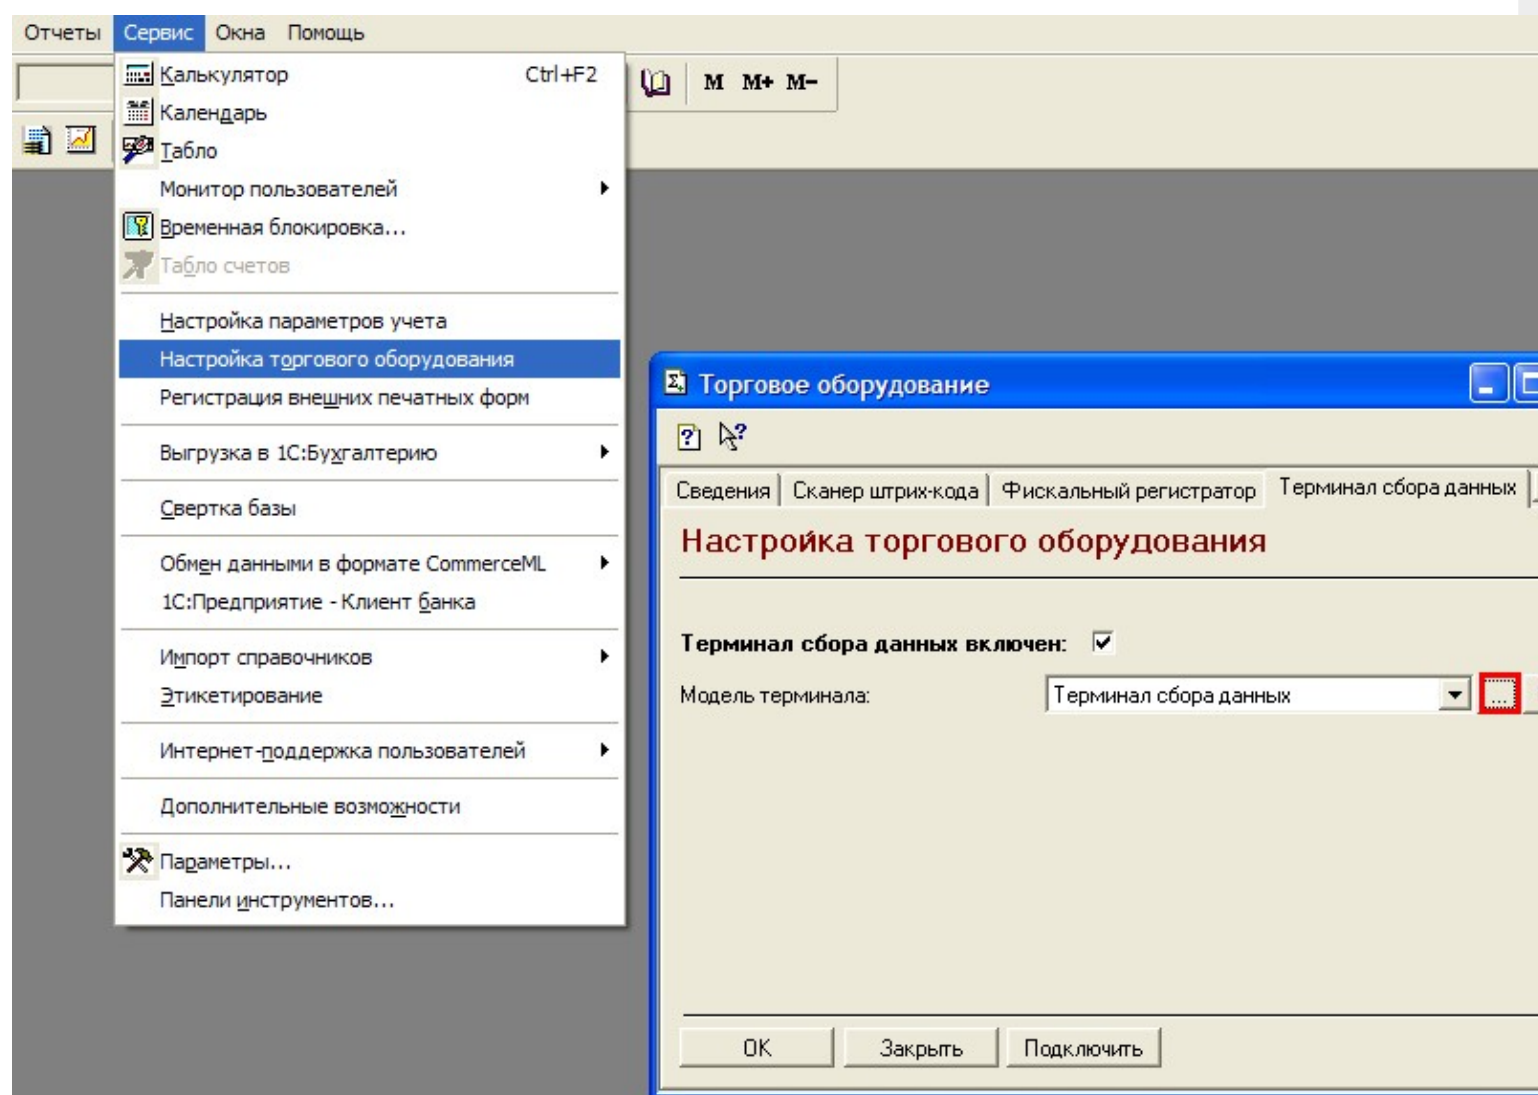 Отчеты Сервис Окна Помощь
Калькулятор Ctrl+F2
M M+ M-
Календарь
Табло
Монитор пользователей
Временная блокировка...
Табло счетов
Настройка параметров учета
Настройка торгового оборудования
Регистрация внешних печатных форм
Выгрузка в 1С:Бухгалтерию
Свертка базы
Обмен данными в формате CommerceML
1С:Предприятие - Клиент банка
Импорт справочников
Этикетирование
Интернет-поддержка пользователей
Дополнительные возможности
Параметры...
Панели инструментов...
Торговое оборудование
Сведения Сканер штрих-кода Фискальный регистратор Терминал сбора данных
Настройка торгового оборудования
Терминал сбора данных включен:
Модель терминала: Терминал сбора данных ...
OK Закрыть Подключить